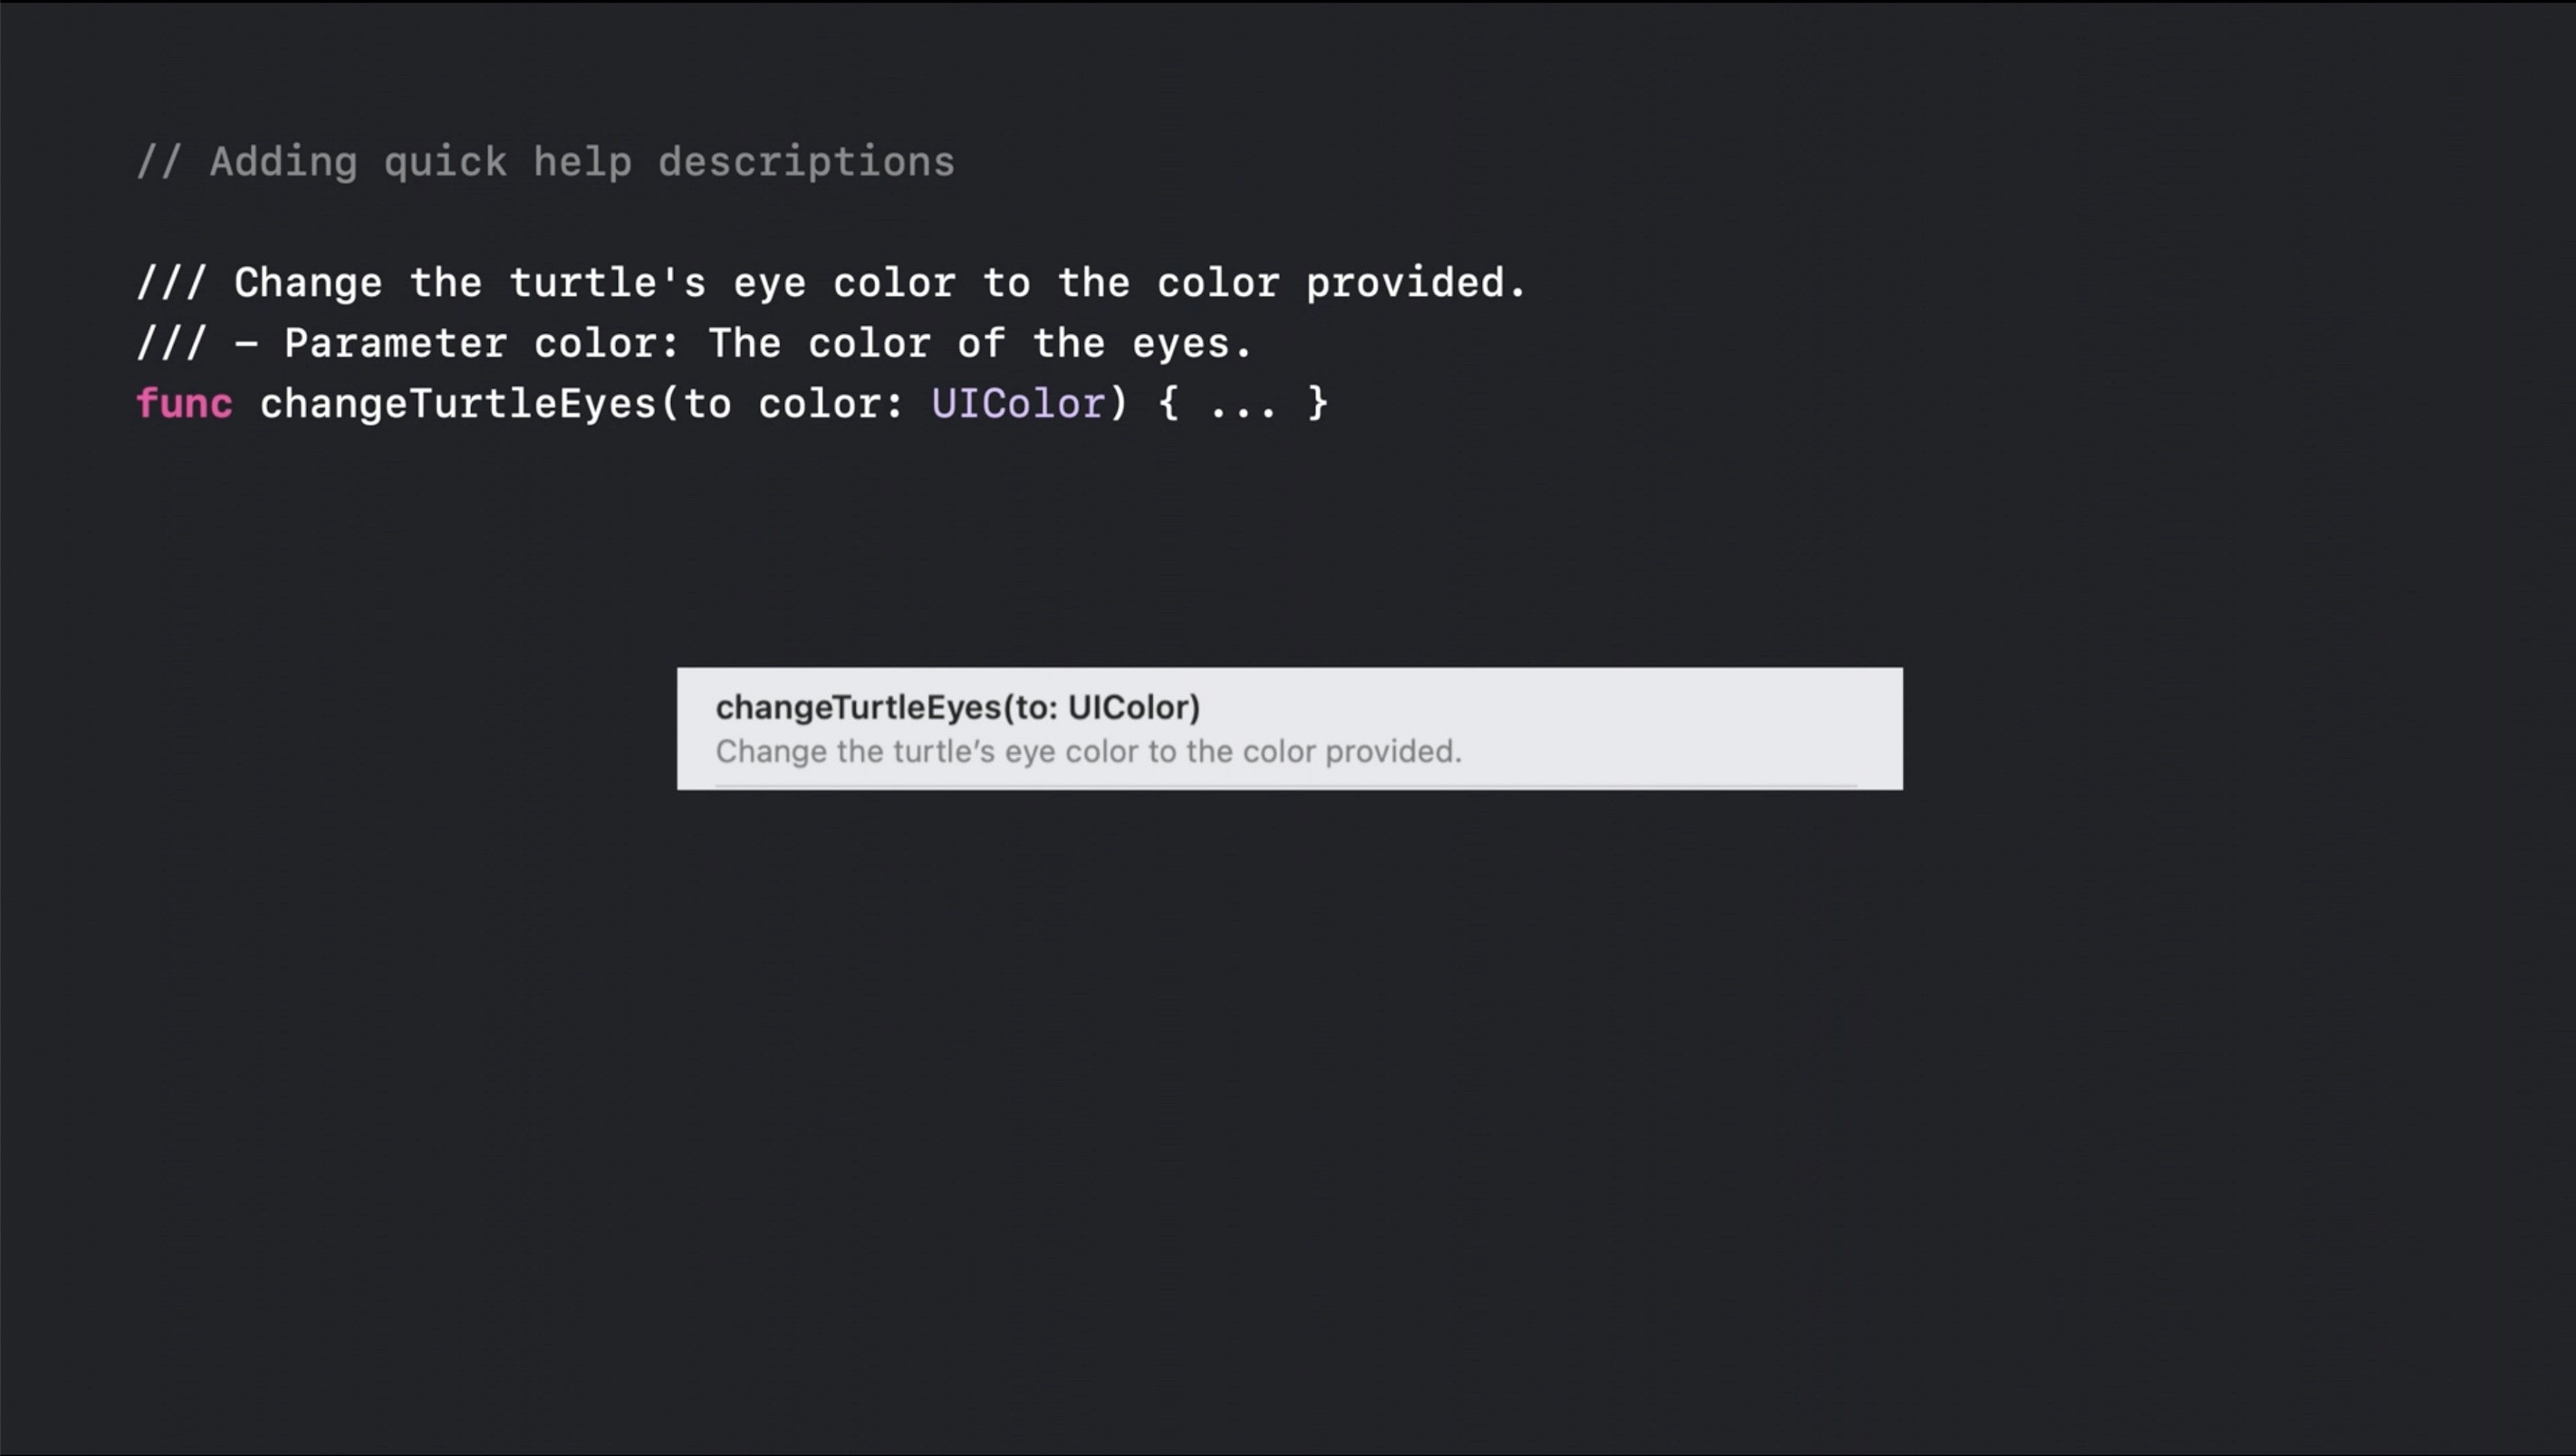 // Adding quick help descriptions
/// Change the turtle's eye color to the color provided.
/// – Parameter color: The color of the eyes.
func changeTurtleEyes(to color: UIColor) { ... }
changeTurtleEyes(to: UIColor)
Change the turtle’s eye color to the color provided.